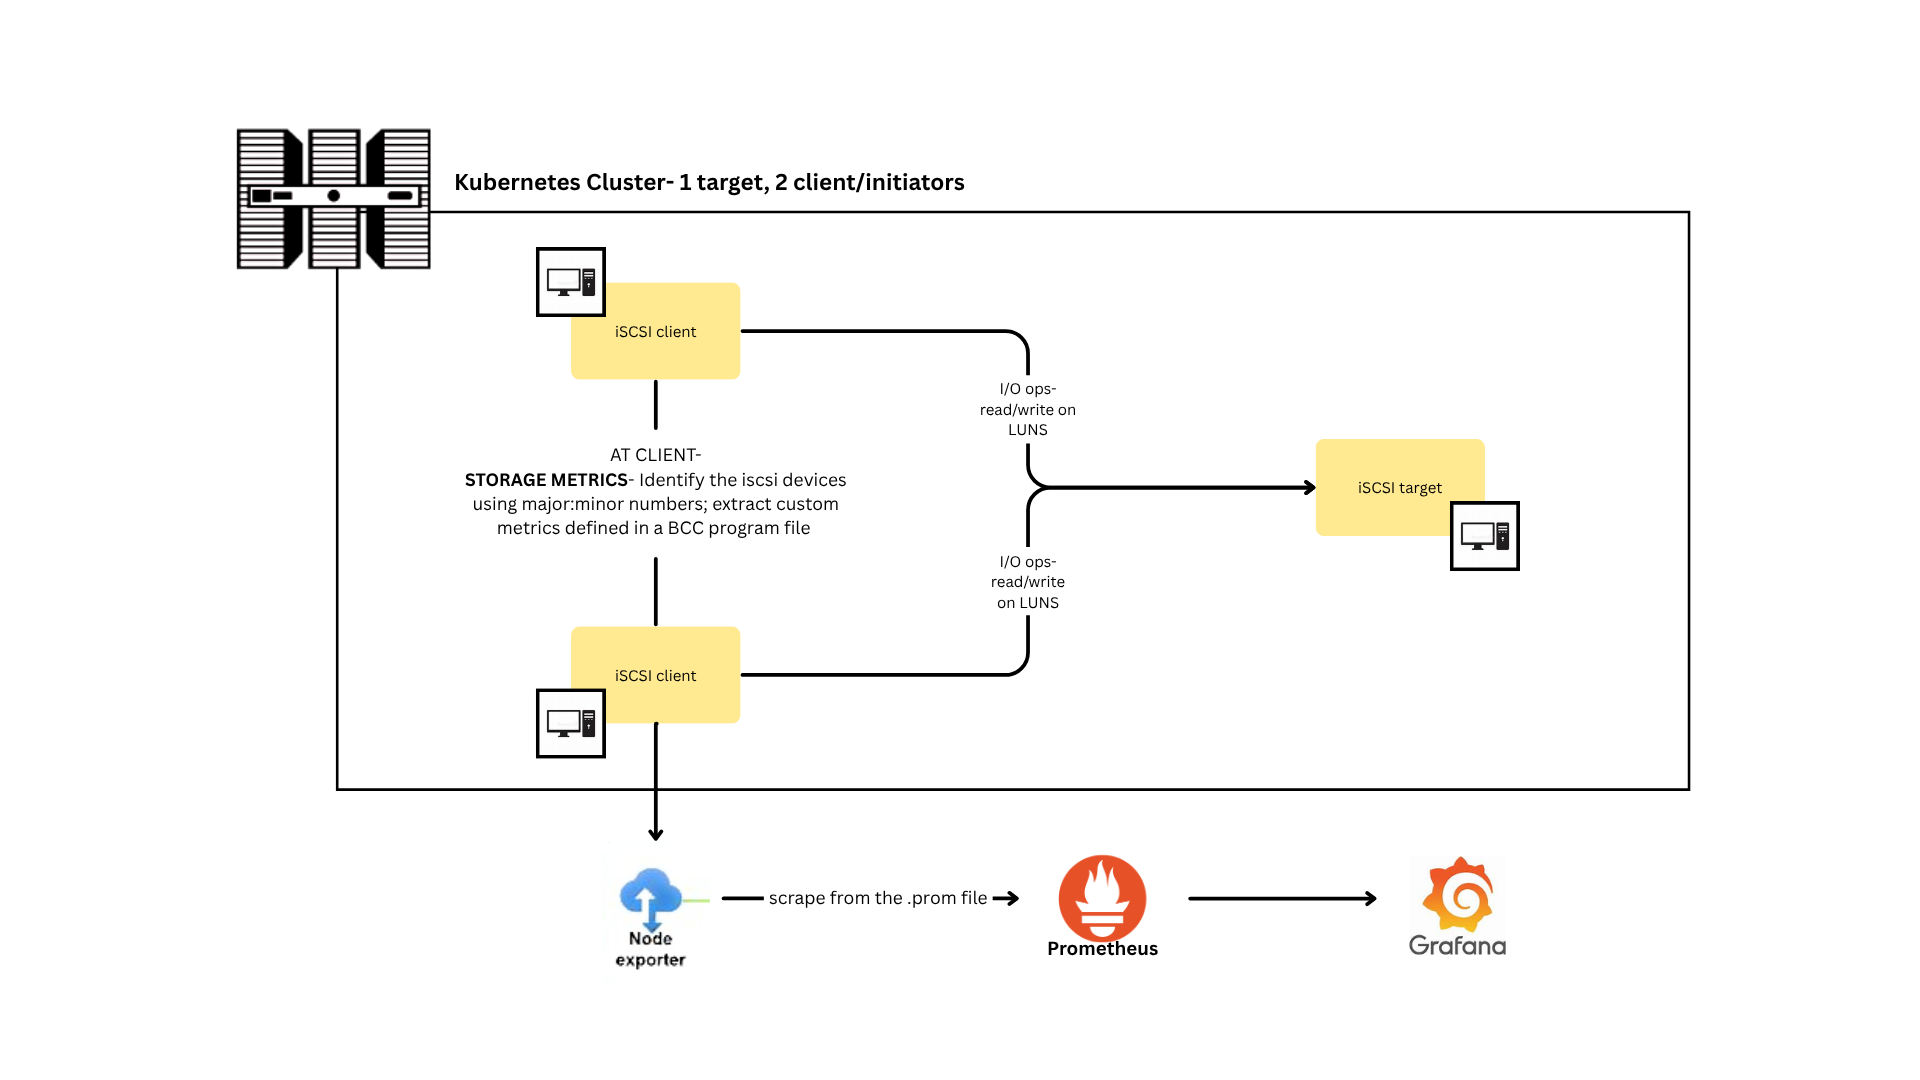 Kubernetes Cluster- 1 target, 2 client/initiators
iSCSI client
I/O ops-
read/write on
LUNS
AT CLIENT-
STORAGE METRICS- Identify the iscsi devices
using major:minor numbers; extract custom
metrics defined in a BCC program file
iSCSI target
I/O ops-
read/write
on LUNS
iSCSI client
Node
exporter
scrape from the .prom file
Prometheus
Grafana